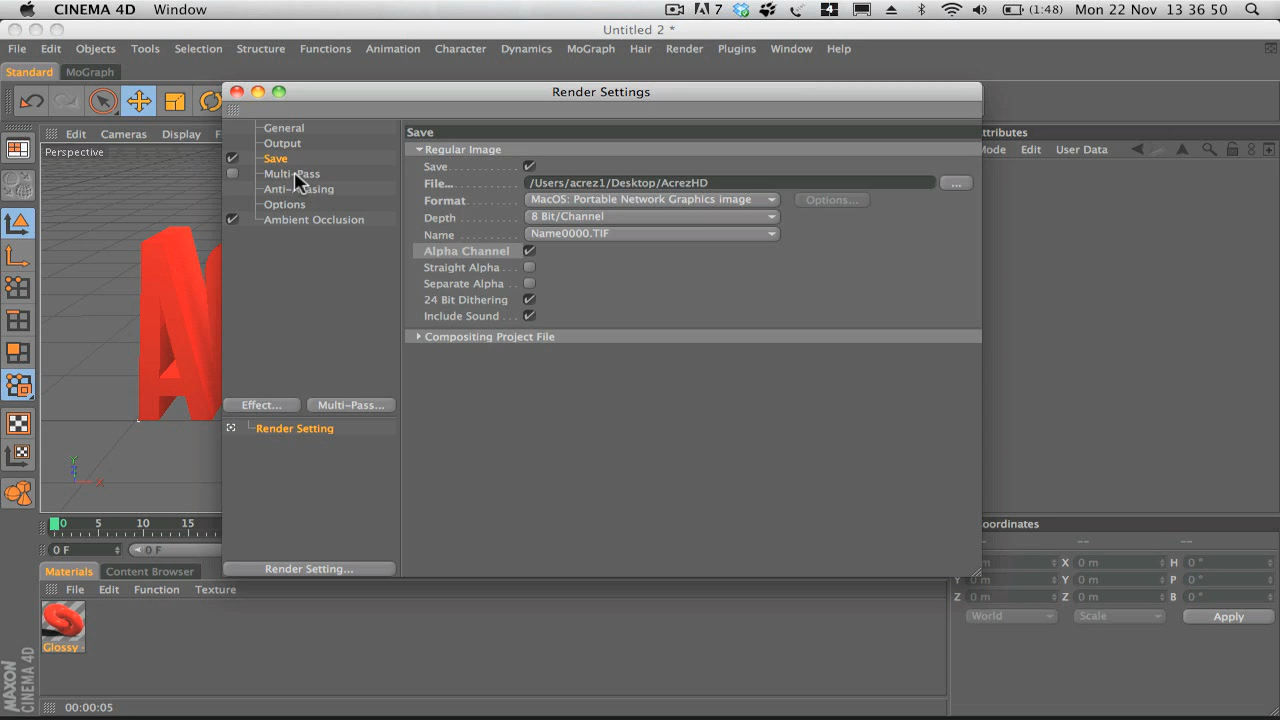 CINEMA 4D Window 7 4 (1:48) Mon 22 Nov 13 36 50
Untitled 2 *
File Edit Objects Tools Selection Structure Functions Animation Character Dynamics MoGraph Hair Render Plugins Window Help
Standard MoGraph
Render Settings
Edit Cameras Display
Perspective
General
Output
Save
Multi-Pass
Options
Ambient Occlusion
Effect... Multi-Pass...
Render Setting
Render Setting...
Save
Regular Image
Save
File... /Users/acrez1/Desktop/AcrezHD ...
Format MacOS: Portable Network Graphics image Options...
Depth 8 Bit/Channel
Name Name0000.TIF
Alpha Channel
Straight Alpha
Separate Alpha
24 Bit Dithering
Include Sound
Compositing Project File
Edit View
X Y Z
0 5 10 15
0 F 0 F
Materials Content Browser
File Edit Function Texture
Glossy
-- -- --
X 0 m H 0 °
Y 0 m P 0 °
Z 0 m B 0 °
World Scale Apply
MAXON CINEMA 4D
00:00:05